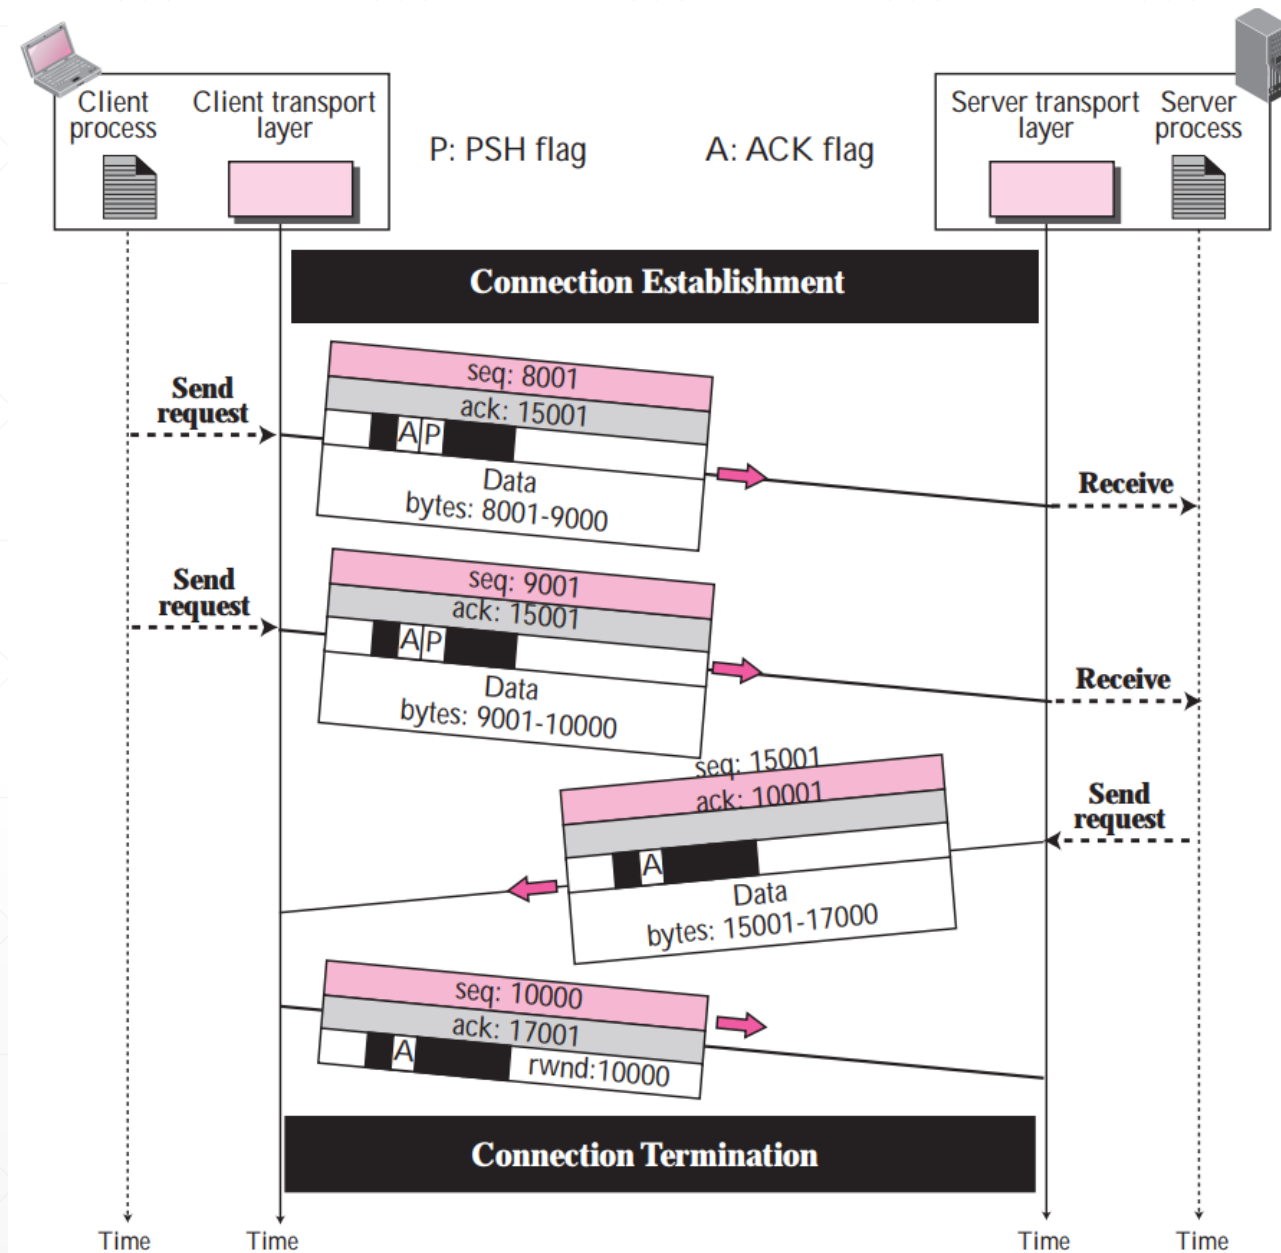 Client process
Client transport layer
P: PSH flag
A: ACK flag
Server transport layer
Server process
Connection Establishment
Send request
seq: 8001
ack: 15001
A P
Data
bytes: 8001-9000
Receive
Send request
seq: 9001
ack: 15001
A P
Data
bytes: 9001-10000
Receive
seq: 15001
ack: 10001
Send request
A
Data
bytes: 15001-17000
seq: 10000
ack: 17001
A
rwnd:10000
Connection Termination
Time
Time
Time
Time